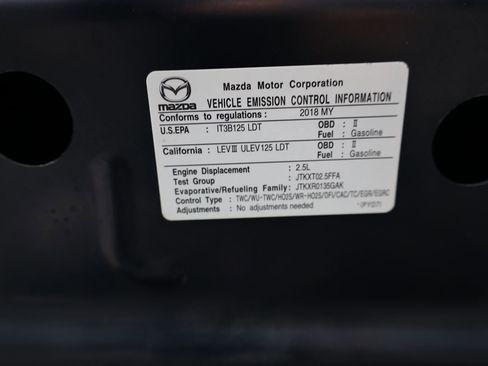 Mazda Motor Corporation
mazda
VEHICLE EMISSION CONTROL INFORMATION
Conforms to regulations : 2018 MY
U.S.EPA : IT3B125 LDT OBD : II
Fuel : Gasoline
California : LEVIII ULEV125 LDT OBD : II
Fuel : Gasoline
Engine Displacement : 2.5L
Test Group : JTKXT02.5FFA
Evaporative/Refueling Family: JTKXR0135GAK
Control Type : TWC/WU-TWC/HO2S/WR-HO2S/DFI/CAC/TC/EGR/EGRC
Adjustments : No adjustments needed